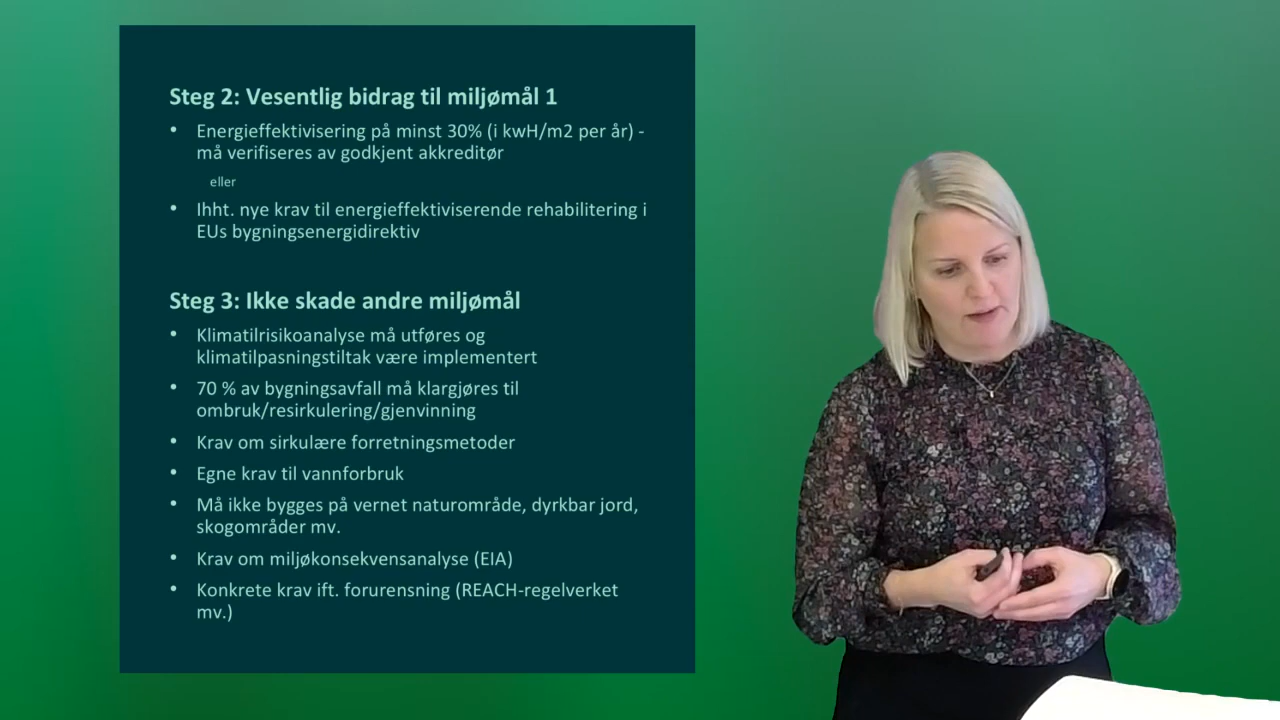 Steg 2: Vesentlig bidrag til miljømål 1
• Energieffektivisering på minst 30% (i kwH/m2 per år) -
må verifiseres av godkjent akkreditør
eller
• Ihht. nye krav til energieffektiviserende rehabilitering i
EUs bygningsenergidirektiv
Steg 3: Ikke skade andre miljømål
• Klimatilrisikoanalyse må utføres og
klimatilpasningstiltak være implementert
• 70 % av bygningsavfall må klargjøres til
ombruk/resirkulering/gjenvinning
• Krav om sirkulære forretningsmetoder
• Egne krav til vannforbruk
• Må ikke bygges på vernet naturområde, dyrkbar jord,
skogområder mv.
• Krav om miljøkonsekvensanalyse (EIA)
• Konkrete krav ift. forurensning (REACH-regelverket
mv.)